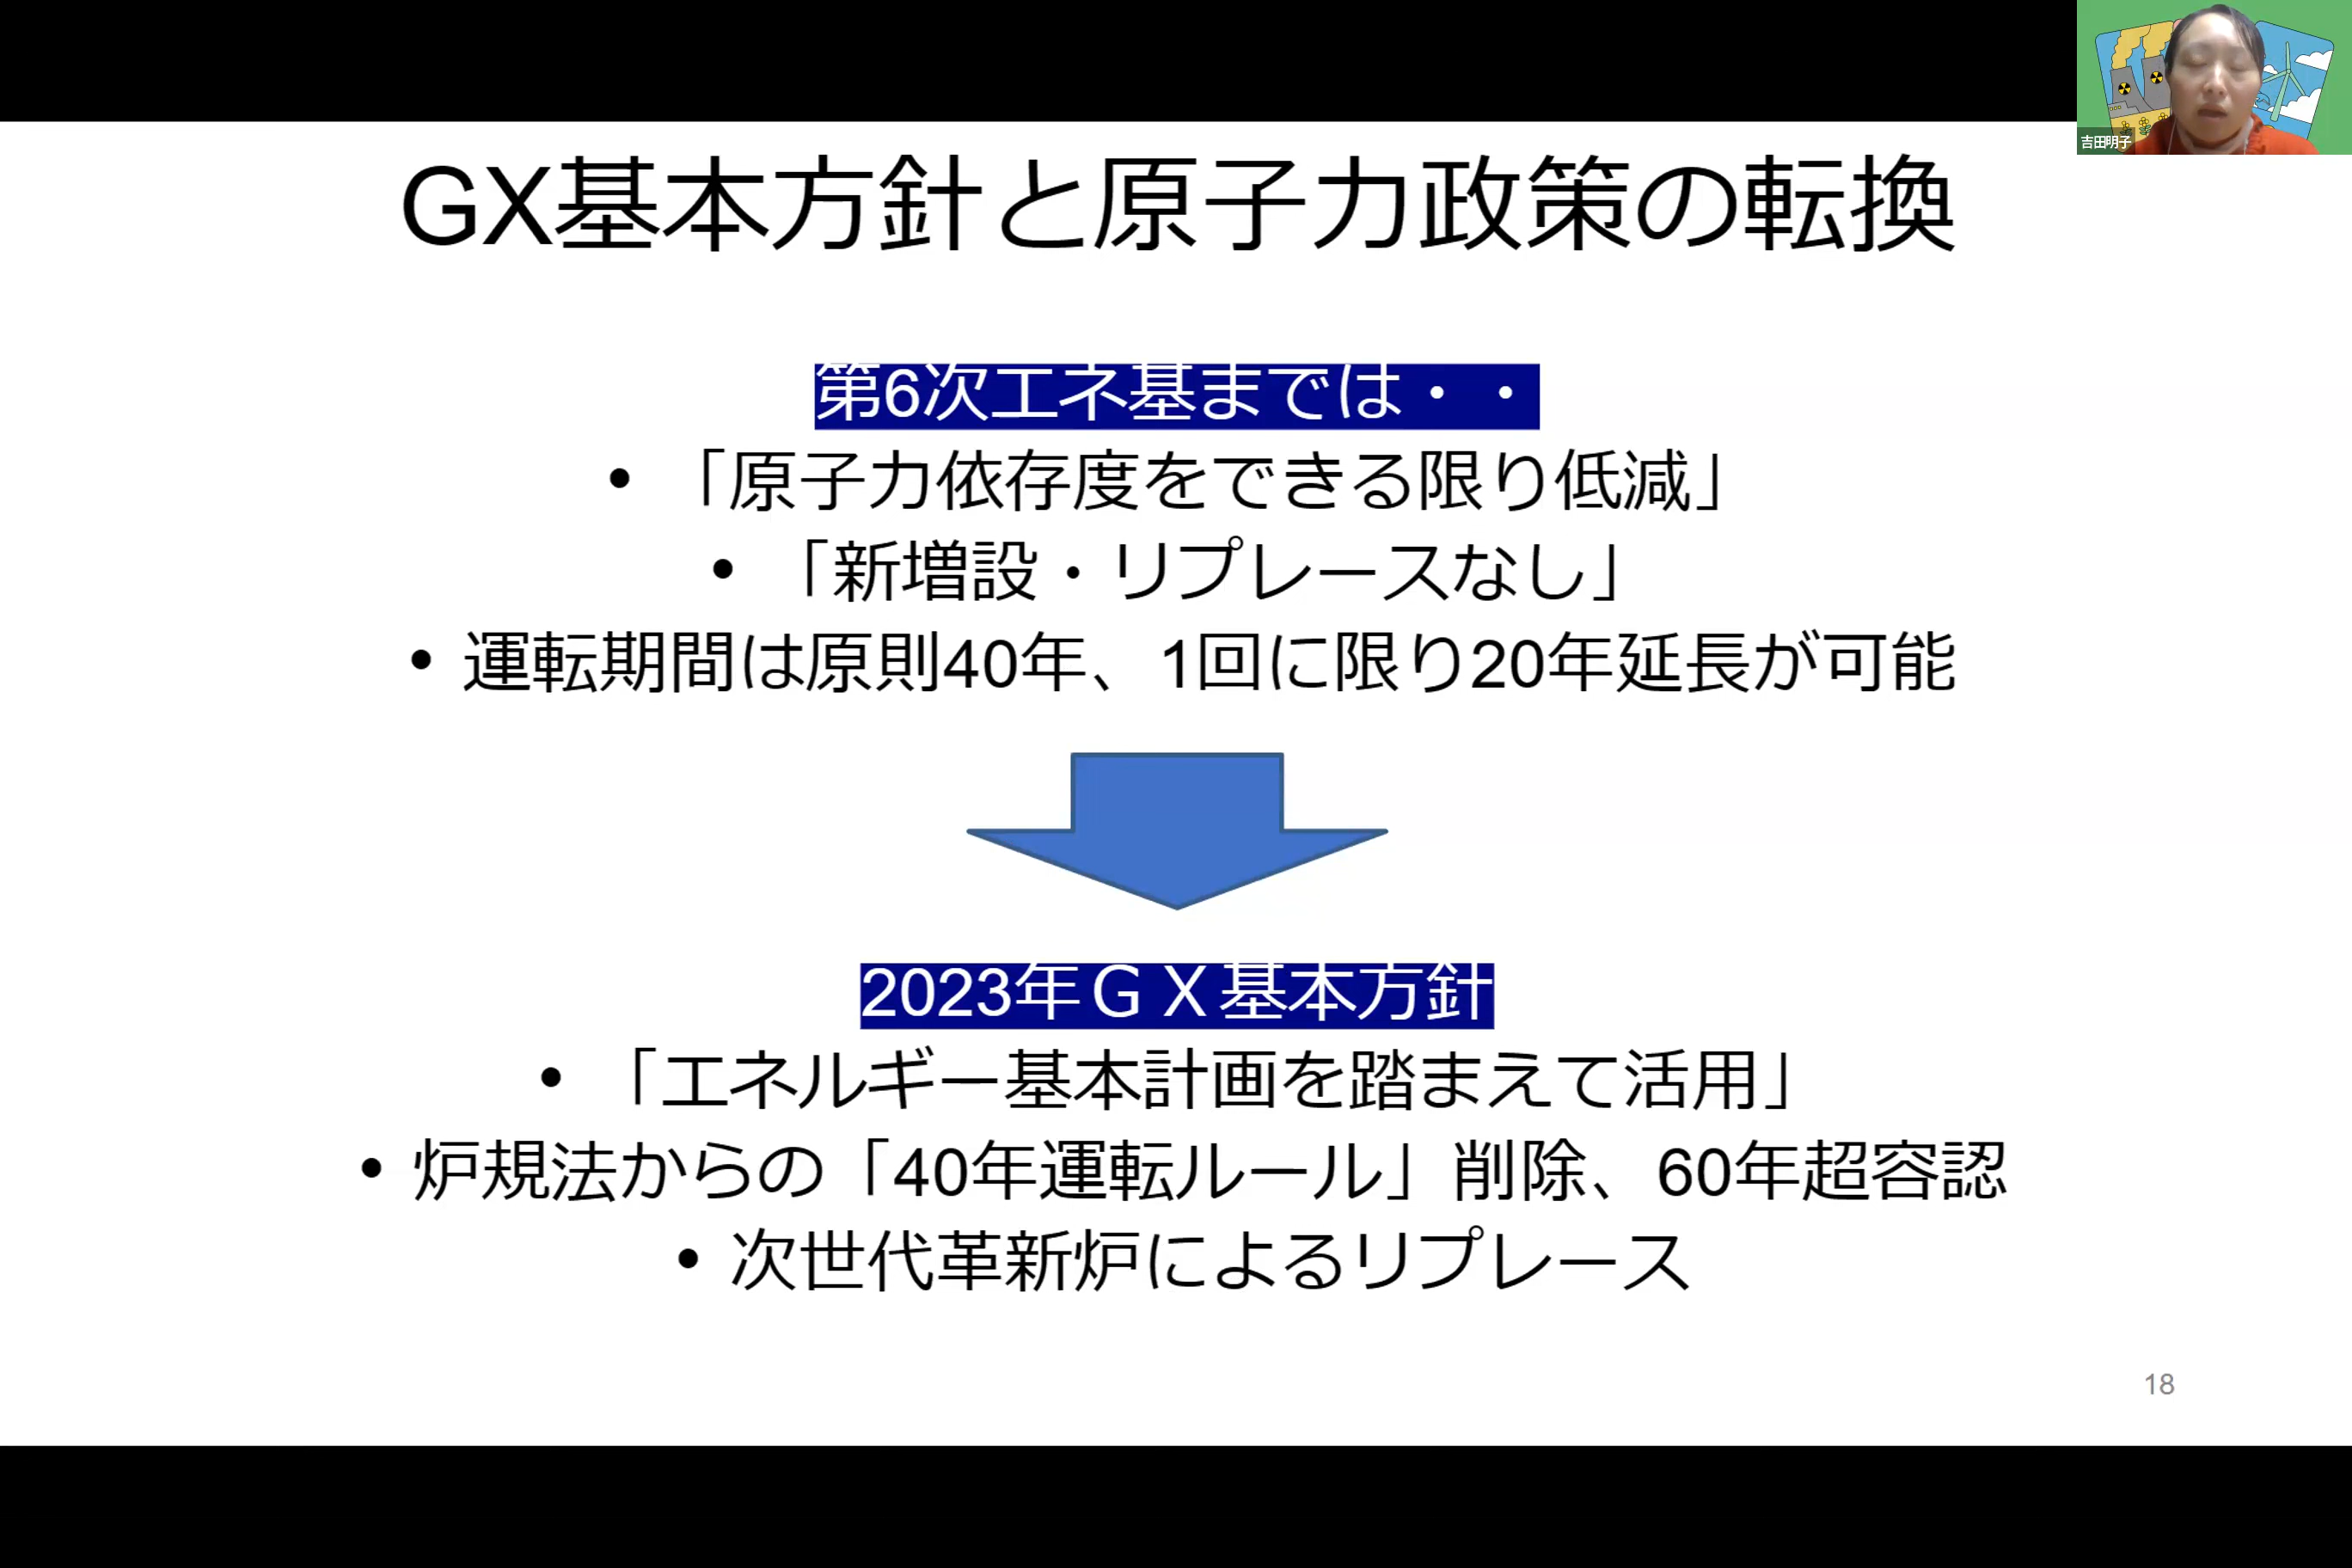 吉田明子
GX基本方針と原子力政策の転換
第6次エネ基までは・・
• 「原子力依存度をできる限り低減」
• 「新増設・リプレースなし」
• 運転期間は原則40年、1回に限り20年延長が可能
2023年ＧＸ基本方針
• 「エネルギー基本計画を踏まえて活用」
• 炉規法からの「40年運転ルール」削除、60年超容認
• 次世代革新炉によるリプレース
18